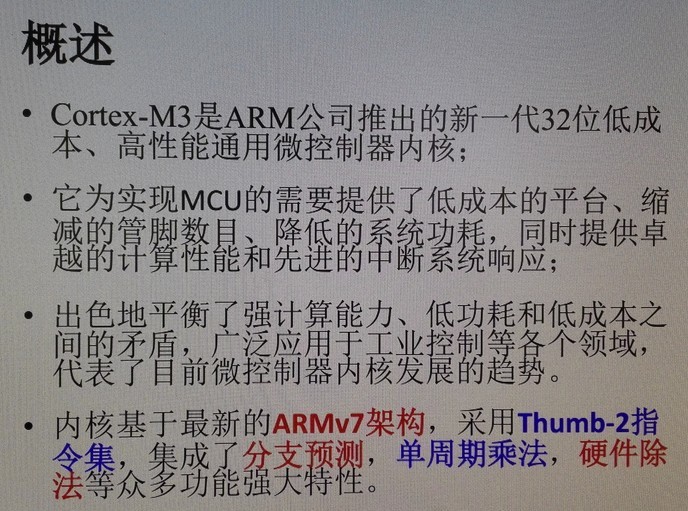 概述
• Cortex-M3是ARM公司推出的新一代32位低成
本、高性能通用微控制器内核；
• 它为实现MCU的需要提供了低成本的平台、缩
减的管脚数目、降低的系统功耗，同时提供卓
越的计算性能和先进的中断系统响应；
• 出色地平衡了强计算能力、低功耗和低成本之
间的矛盾，广泛应用于工业控制等各个领域，
代表了目前微控制器内核发展的趋势。
• 内核基于最新的ARMv7架构，采用Thumb-2指
令集，集成了分支预测，单周期乘法，硬件除
法等众多功能强大特性。